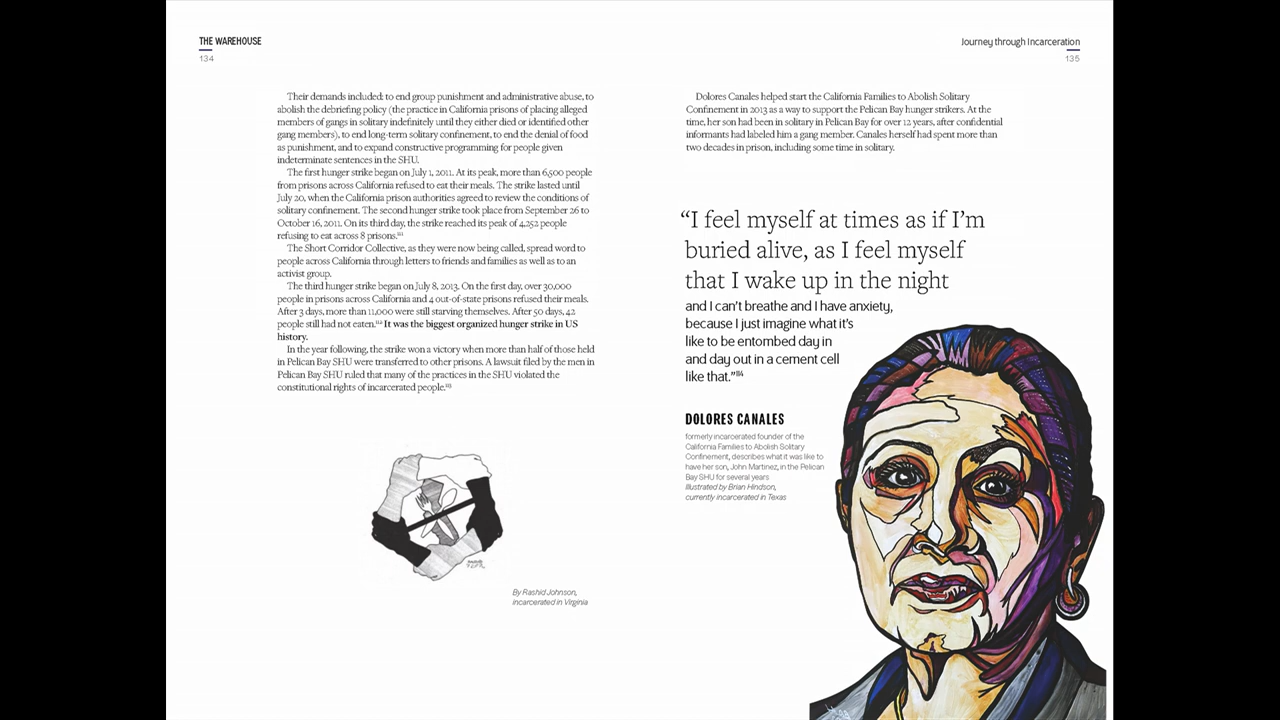 THE WAREHOUSE
134
Their demands included: to end group punishment and administrative abuse, to
abolish the debriefing policy (the practice in California prisons of placing alleged
members of gangs in solitary indefinitely until they either died or identified other
gang members), to end long-term solitary confinement, to end the denial of food
as punishment, and to expand constructive programming for people given
indeterminate sentences in the SHU.
The first hunger strike began on July 1, 2011. At its peak, more than 6,500 people
from prisons across California refused to eat their meals. The strike lasted until
July 20, when the California prison authorities agreed to review the conditions of
solitary confinement. The second hunger strike took place from September 26 to
October 16, 2011. On its third day, the strike reached its peak of 4,252 people
refusing to eat across 8 prisons.
The Short Corridor Collective, as they were now being called, spread word to
people across California through letters to friends and families as well as to an
activist group.
The third hunger strike began on July 8, 2013. On the first day, over 30,000
people in prisons across California and 4 out-of-state prisons refused their meals.
After 3 days, more than 11,000 were still starving themselves. After 50 days, 42
people still had not eaten. It was the biggest organized hunger strike in US
history.
In the year following, the strike won a victory when more than half of those held
in Pelican Bay SHU were transferred to other prisons. A lawsuit filed by the men in
Pelican Bay SHU ruled that many of the practices in the SHU violated the
constitutional rights of incarcerated people.
By Rashid Johnson,
incarcerated in Virginia
Journey through Incarceration
135
Dolores Canales helped start the California Families to Abolish Solitary
Confinement in 2013 as a way to support the Pelican Bay hunger strikers. At the
time, her son had been in solitary in Pelican Bay for over 12 years, after confidential
informants had labeled him a gang member. Canales herself had spent more than
two decades in prison, including some time in solitary.
“I feel myself at times as if I’m
buried alive, as I feel myself
that I wake up in the night
and I can’t breathe and I have anxiety,
because I just imagine what it’s
like to be entombed day in
and day out in a cement cell
like that.”¹¹⁴
DOLORES CANALES
formerly incarcerated founder of the
California Families to Abolish Solitary
Confinement, describes what it was like to
have her son, John Martinez, in the Pelican
Bay SHU for several years
Illustrated by Brian Hindson,
currently incarcerated in Texas